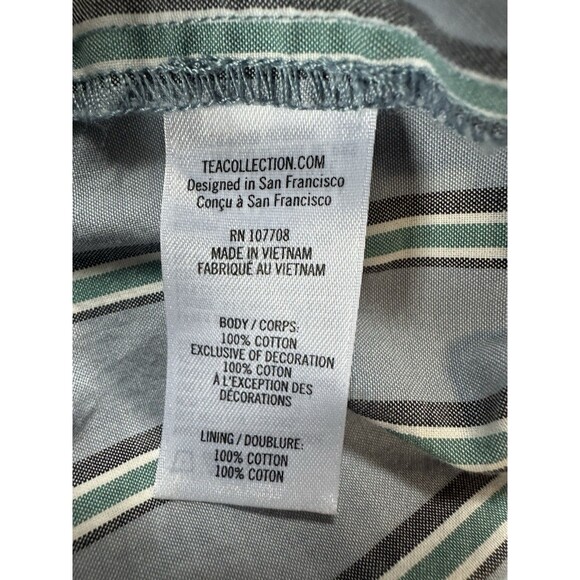 TEACOLLECTION.COM
Designed in San Francisco
Conçu à San Francisco
RN 107708
MADE IN VIETNAM
FABRIQUÉ AU VIETNAM
BODY / CORPS:
100% COTTON
EXCLUSIVE OF DECORATION
100% COTON
À L'EXCEPTION DES
DÉCORATIONS
LINING / DOUBLURE:
100% COTTON
100% COTON